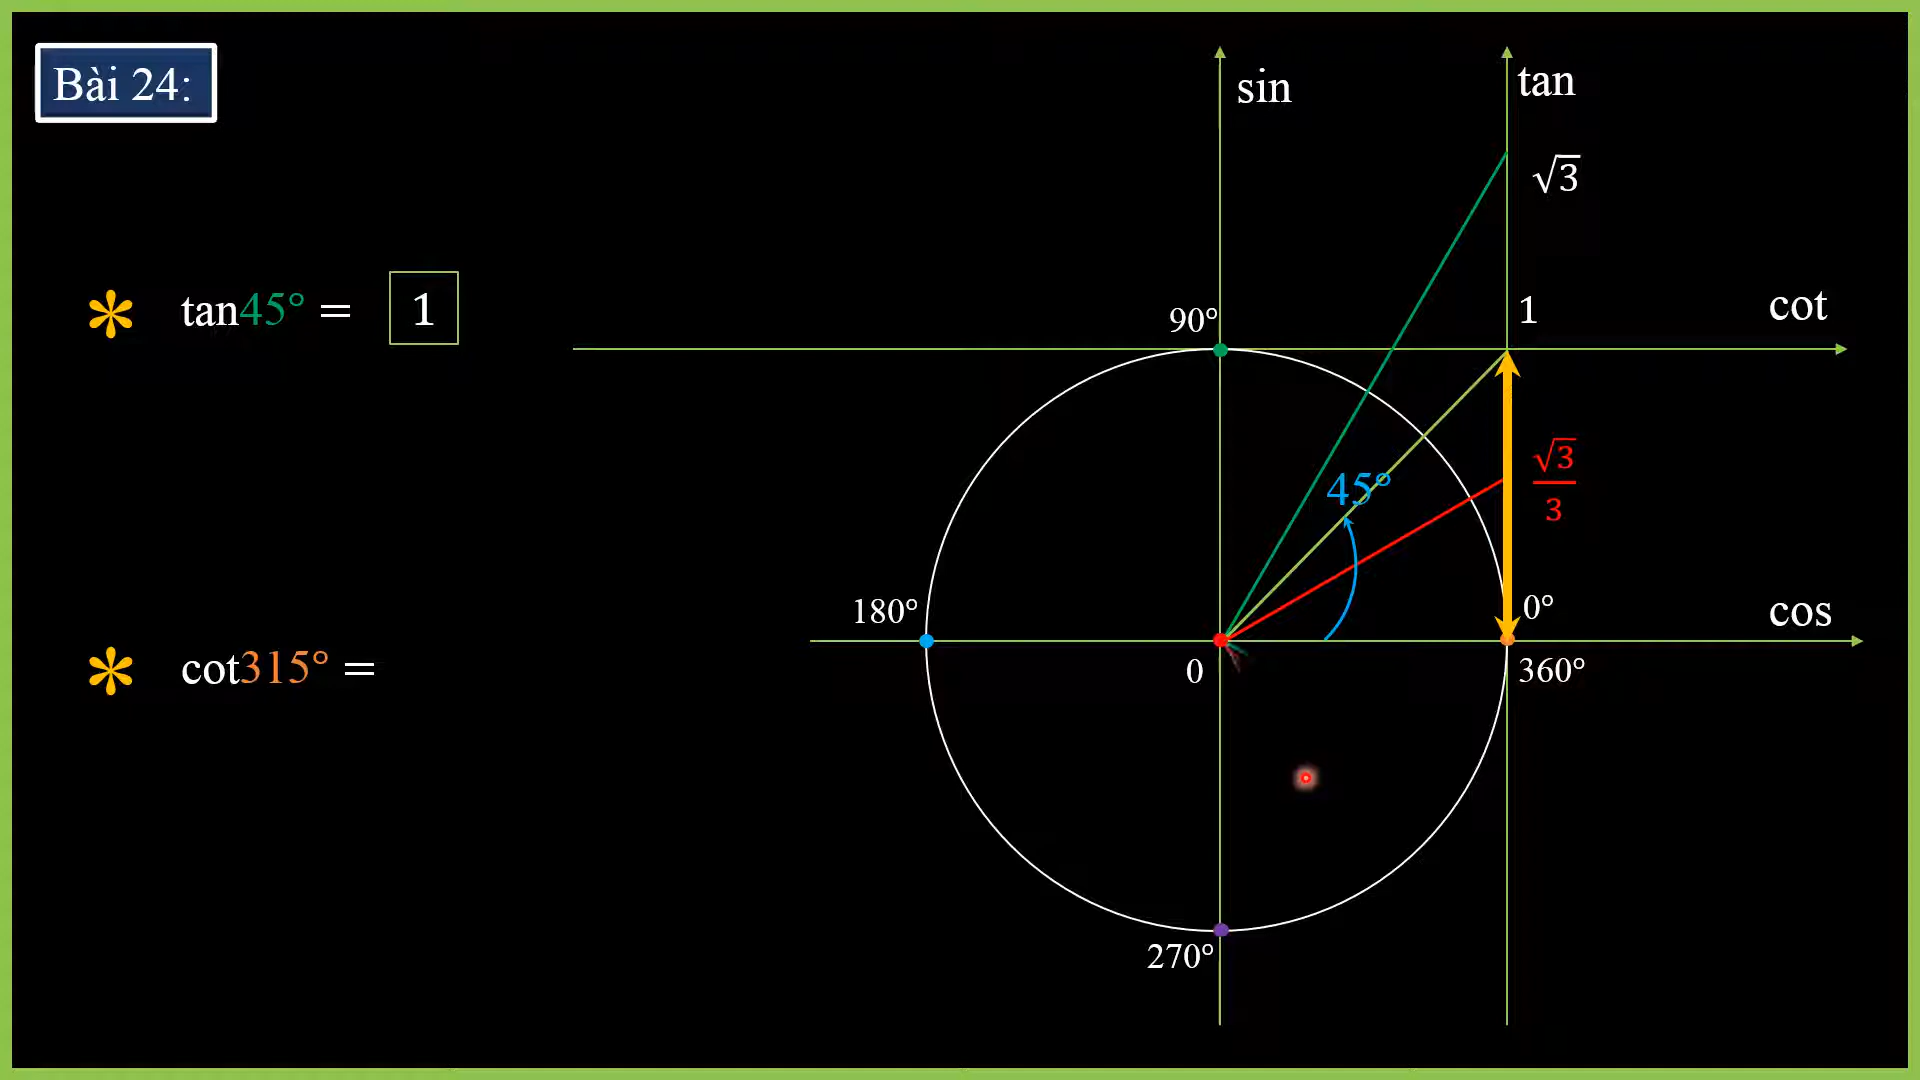 Bài 24:
sin
tan
√3
tan45° = 1
90°
1
cot
45°
√3/3
180°
0°
cos
cot315° =
0
360°
270°